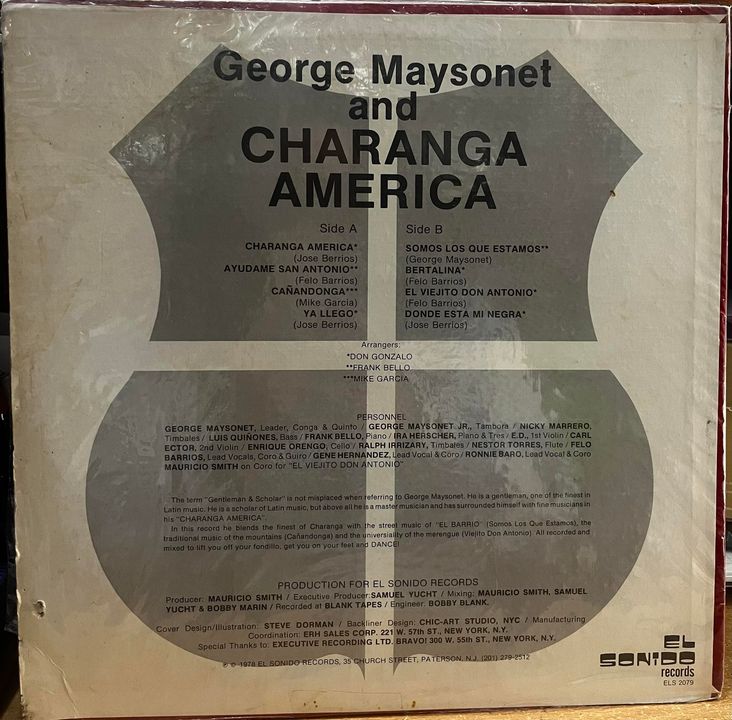 George Maysonet
and
CHARANGA
AMERICA
Side A
CHARANGA AMERICA*
(Jose Berrios)
AYUDAME SAN ANTONIO**
(Felo Barrios)
CAÑANDONGA***
(Mike Garcia)
YA LLEGO*
(Jose Berrios)
Side B
SOMOS LOS QUE ESTAMOS**
(George Maysonet)
BERTALINA*
(Felo Barrios)
EL VIEJITO DON ANTONIO*
(Felo Barrios)
DONDE ESTA MI NEGRA*
(Jose Berrios)
Arrangers:
*DON GONZALO
**FRANK BELLO
***MIKE GARCIA
PERSONNEL
GEORGE MAYSONET, Leader, Conga & Quinto / GEORGE MAYSONET JR., Tambora / NICKY MARRERO,
Timbales / LUIS QUIÑONES, Bass / FRANK BELLO, Piano / IRA HERSCHER, Piano & Tres / E.D., 1st Violin / CARL
ECTOR, 2nd Violin / ENRIQUE ORENGO, Cello / RALPH IRRIZARY, Timbales / NESTOR TORRES, Flute / FELO
BARRIOS, Lead Vocals, Coro & Guiro / GENE HERNANDEZ, Lead Vocal & Coro / RONNIE BARO, Lead Vocal & Coro
MAURICIO SMITH on Coro for "EL VIEJITO DON ANTONIO"
The term "Gentleman & Scholar" is not misplaced when referring to George Maysonet. He is a gentleman, one of the finest in
Latin music. He is a scholar of Latin music, but above all he is a master musician and has surrounded himself with fine musicians in
his "CHARANGA AMERICA".
In this record he blends the finest of Charanga with the street music of "EL BARRIO" (Somos Los Que Estamos), the
traditional music of the mountains (Cañandonga) and the universiality of the merengue (Viejito Don Antonio). All recorded and
mixed to lift you off your fondillo, get you on your feet and DANCE!
PRODUCTION FOR EL SONIDO RECORDS
Producer: MAURICIO SMITH / Executive Producer: SAMUEL YUCHT / Mixing: MAURICIO SMITH, SAMUEL
YUCHT & BOBBY MARIN / Recorded at BLANK TAPES / Engineer: BOBBY BLANK.
Cover Design/Illustration: STEVE DORMAN / Backliner Design: CHIC-ART STUDIO, NYC / Manufacturing
Coordination: ERH SALES CORP. 221 W. 57th ST., NEW YORK, N.Y.
Special Thanks to: EXECUTIVE RECORDING LTD. BRAVO! 300 W. 55th ST., NEW YORK, N.Y.
℗ © 1978 EL SONIDO RECORDS, 35 CHURCH STREET, PATERSON, N.J. (201) 279-2512
EL
SONIDO
records
ELS 2079